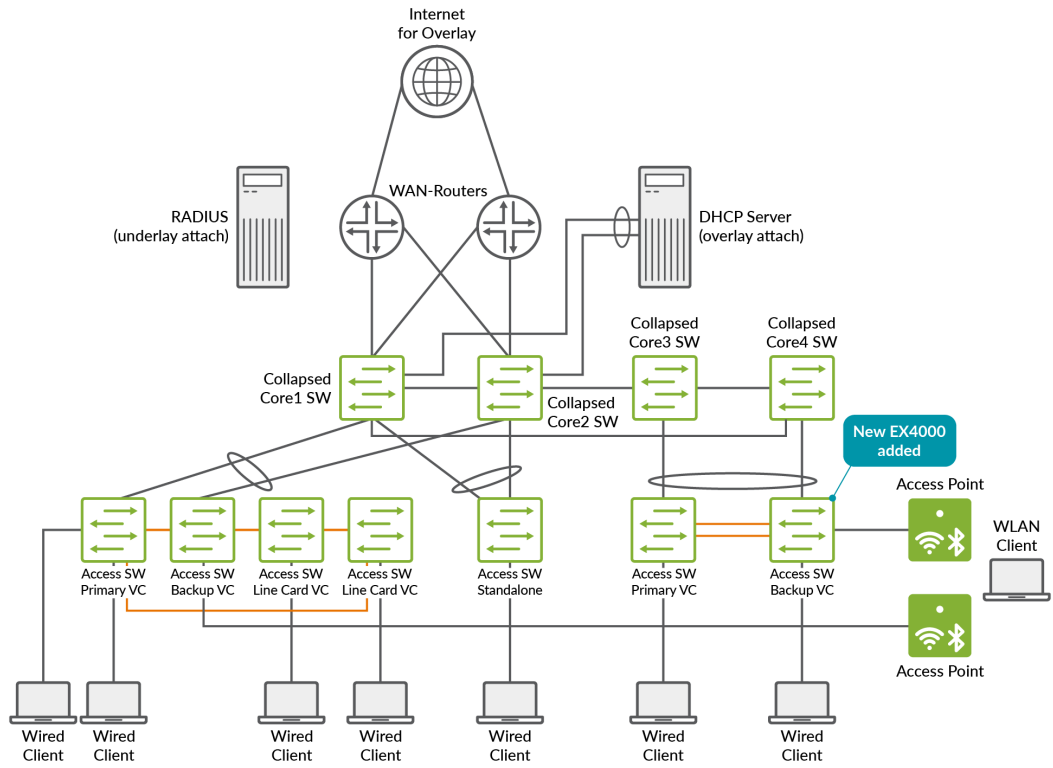 Internet
for Overlay
WAN-Routers
RADIUS
(underlay attach)
DHCP Server
(overlay attach)
Collapsed
Core1 SW
Collapsed
Core2 SW
Collapsed
Core3 SW
Collapsed
Core4 SW
New EX4000
added
Access Point
WLAN
Client
Access SW
Primary VC
Access SW
Backup VC
Access SW
Line Card VC
Access SW
Line Card VC
Access SW
Standalone
Access SW
Primary VC
Access SW
Backup VC
Access Point
Wired
Client
Wired
Client
Wired
Client
Wired
Client
Wired
Client
Wired
Client
Wired
Client